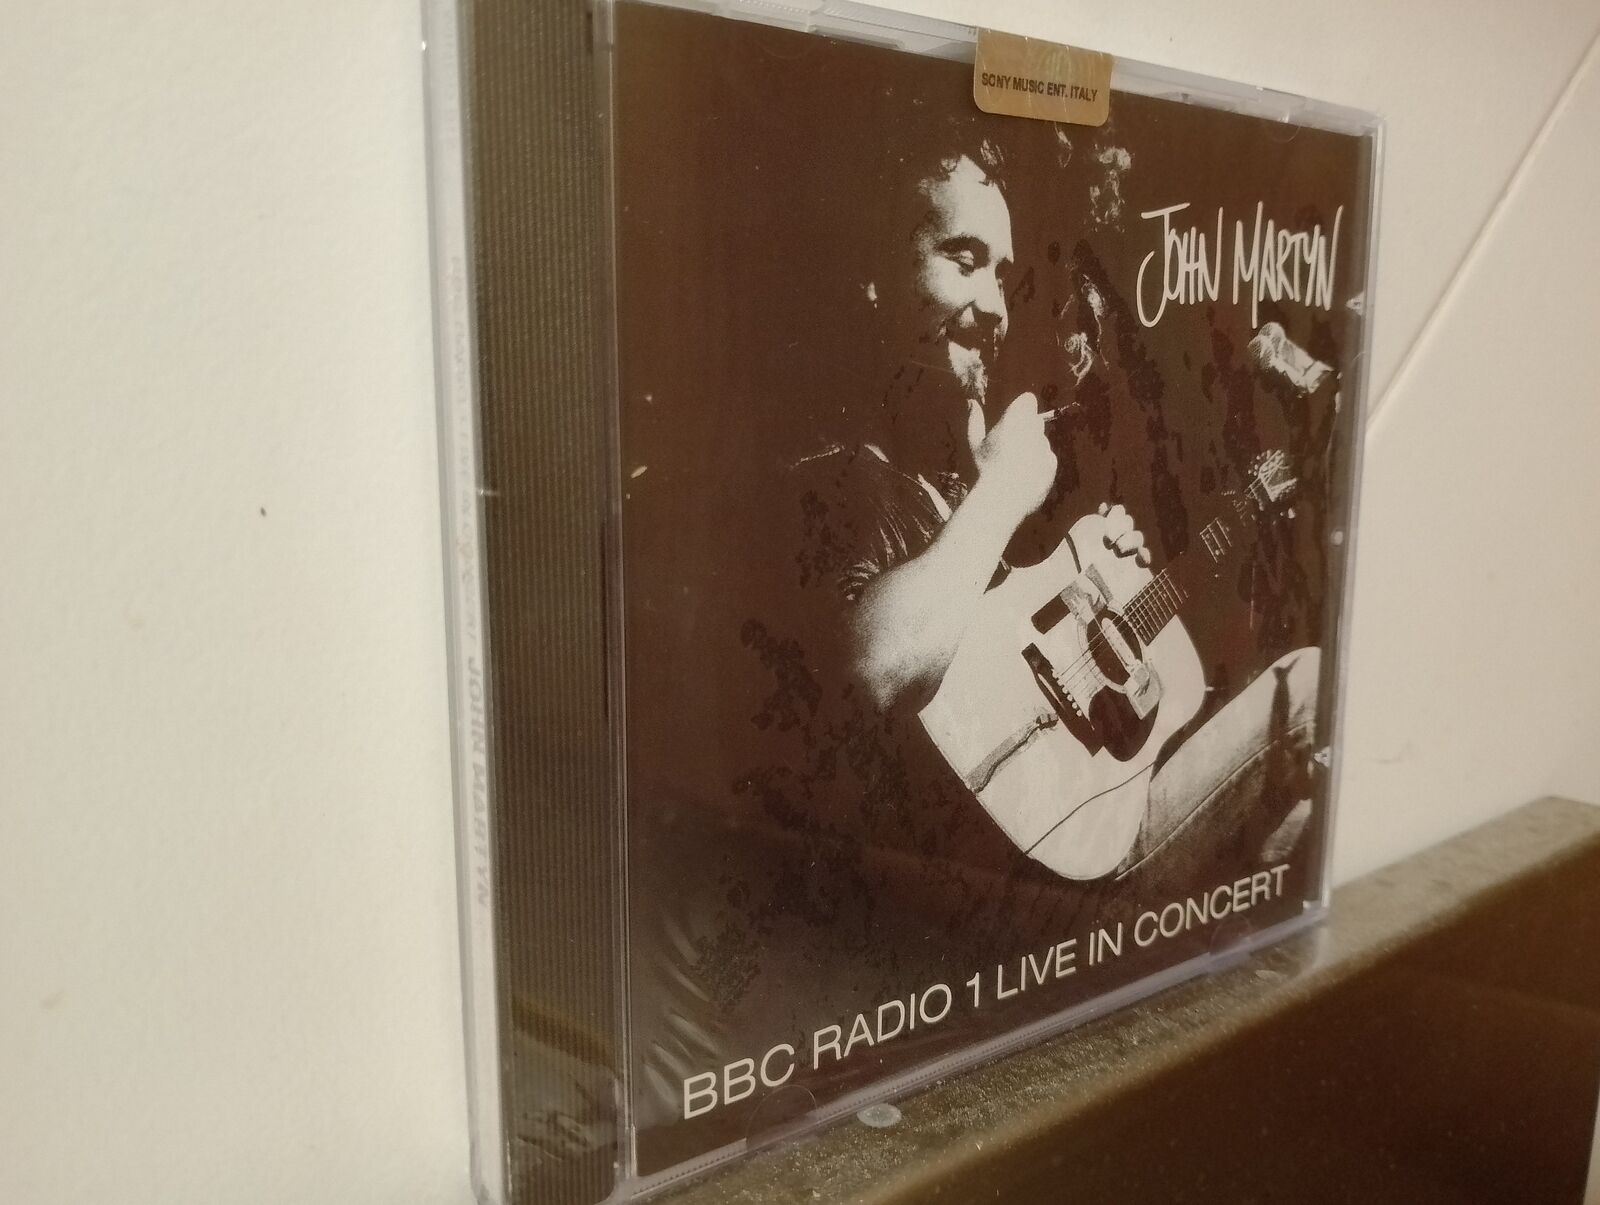 SONY MUSIC ENT. ITALY
JOHN MARTYN
BBC RADIO 1 LIVE IN CONCERT
JOHN MARTYN